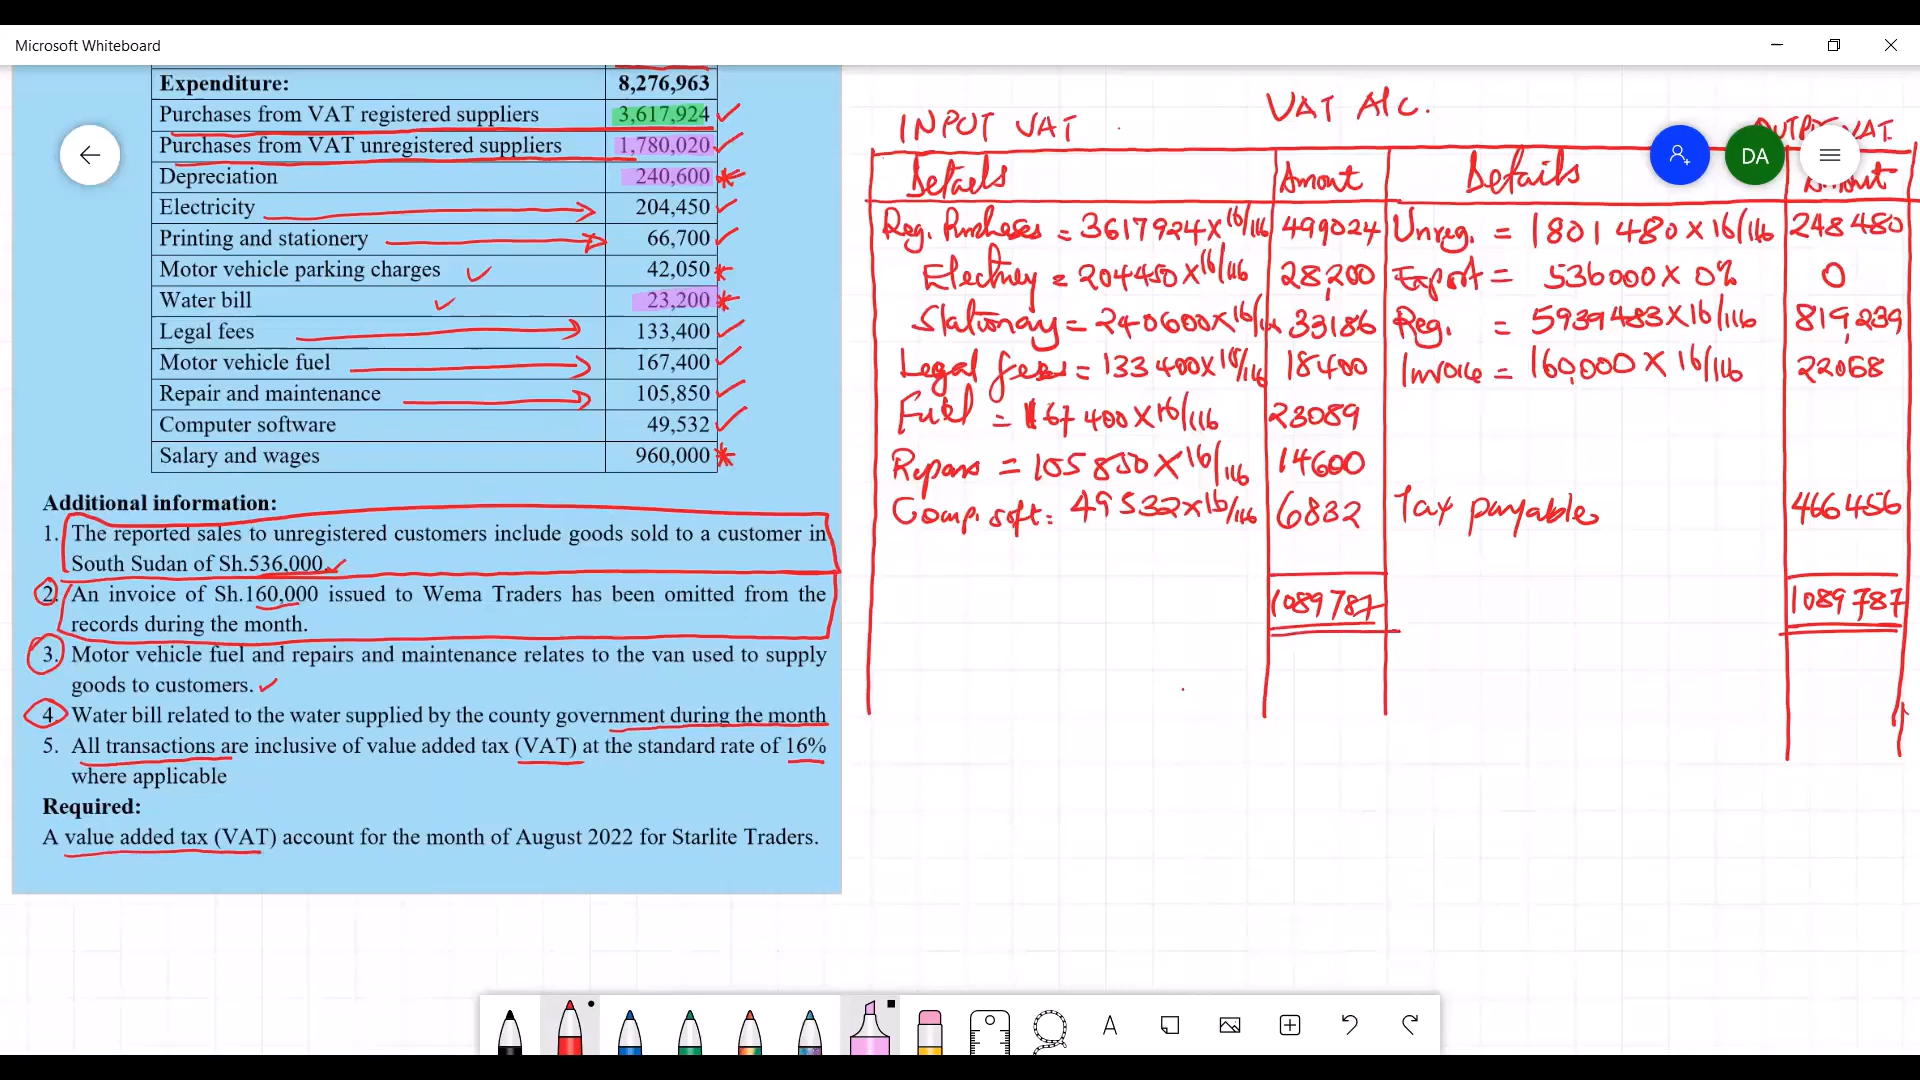 Microsoft Whiteboard
Expenditure: 8,276,963
Purchases from VAT registered suppliers 3,617,924
Purchases from VAT unregistered suppliers 1,780,020
Depreciation 240,600
Electricity 204,450
Printing and stationery 66,700
Motor vehicle parking charges 42,050
Water bill 23,200
Legal fees 133,400
Motor vehicle fuel 167,400
Repair and maintenance 105,850
Computer software 49,532
Salary and wages 960,000
Additional information:
1. The reported sales to unregistered customers include goods sold to a customer in
South Sudan of Sh.536,000.
2. An invoice of Sh.160,000 issued to Wema Traders has been omitted from the
records during the month.
3. Motor vehicle fuel and repairs and maintenance relates to the van used to supply
goods to customers.
4. Water bill related to the water supplied by the county government during the month
5. All transactions are inclusive of value added tax (VAT) at the standard rate of 16%
where applicable
Required:
A value added tax (VAT) account for the month of August 2022 for Starlite Traders.
VAT A/C.
INPUT VAT VAT
DA
Details Amount Details
Reg. Purchases = 3617924 x 16/116 499024 Unreg. = 1801480 x 16/116 248480
= 204450 x 16/116 28,200 Export = 536000 x 0% 0
Stationary = 240600 x 16/116 33186 Reg. = 5939483 x 16/116 819,239
Legal fees = 133400 x 16/116 18400 Invoice = 160,000 x 16/116 22068
Fuel = 167400 x 16/116 23089
= 105850 x 16/116 14600
Comp. soft: 49532 x 16/116 6832 Tax payable 466456
1089787 1089787
A